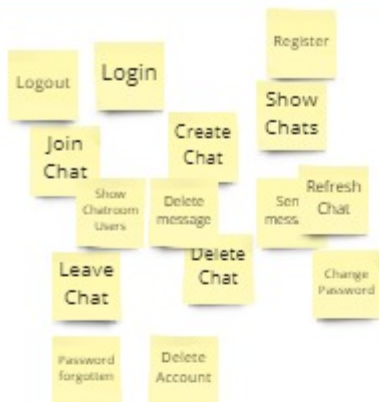 Register
Logout
Login
Show
Chats
Create
Chat
Join
Chat
Show
Chatroom
Users
Delete
message
Refresh
Chat
Delete
Chat
Leave
Chat
Change
Password
Password
forgotten
Delete
Account